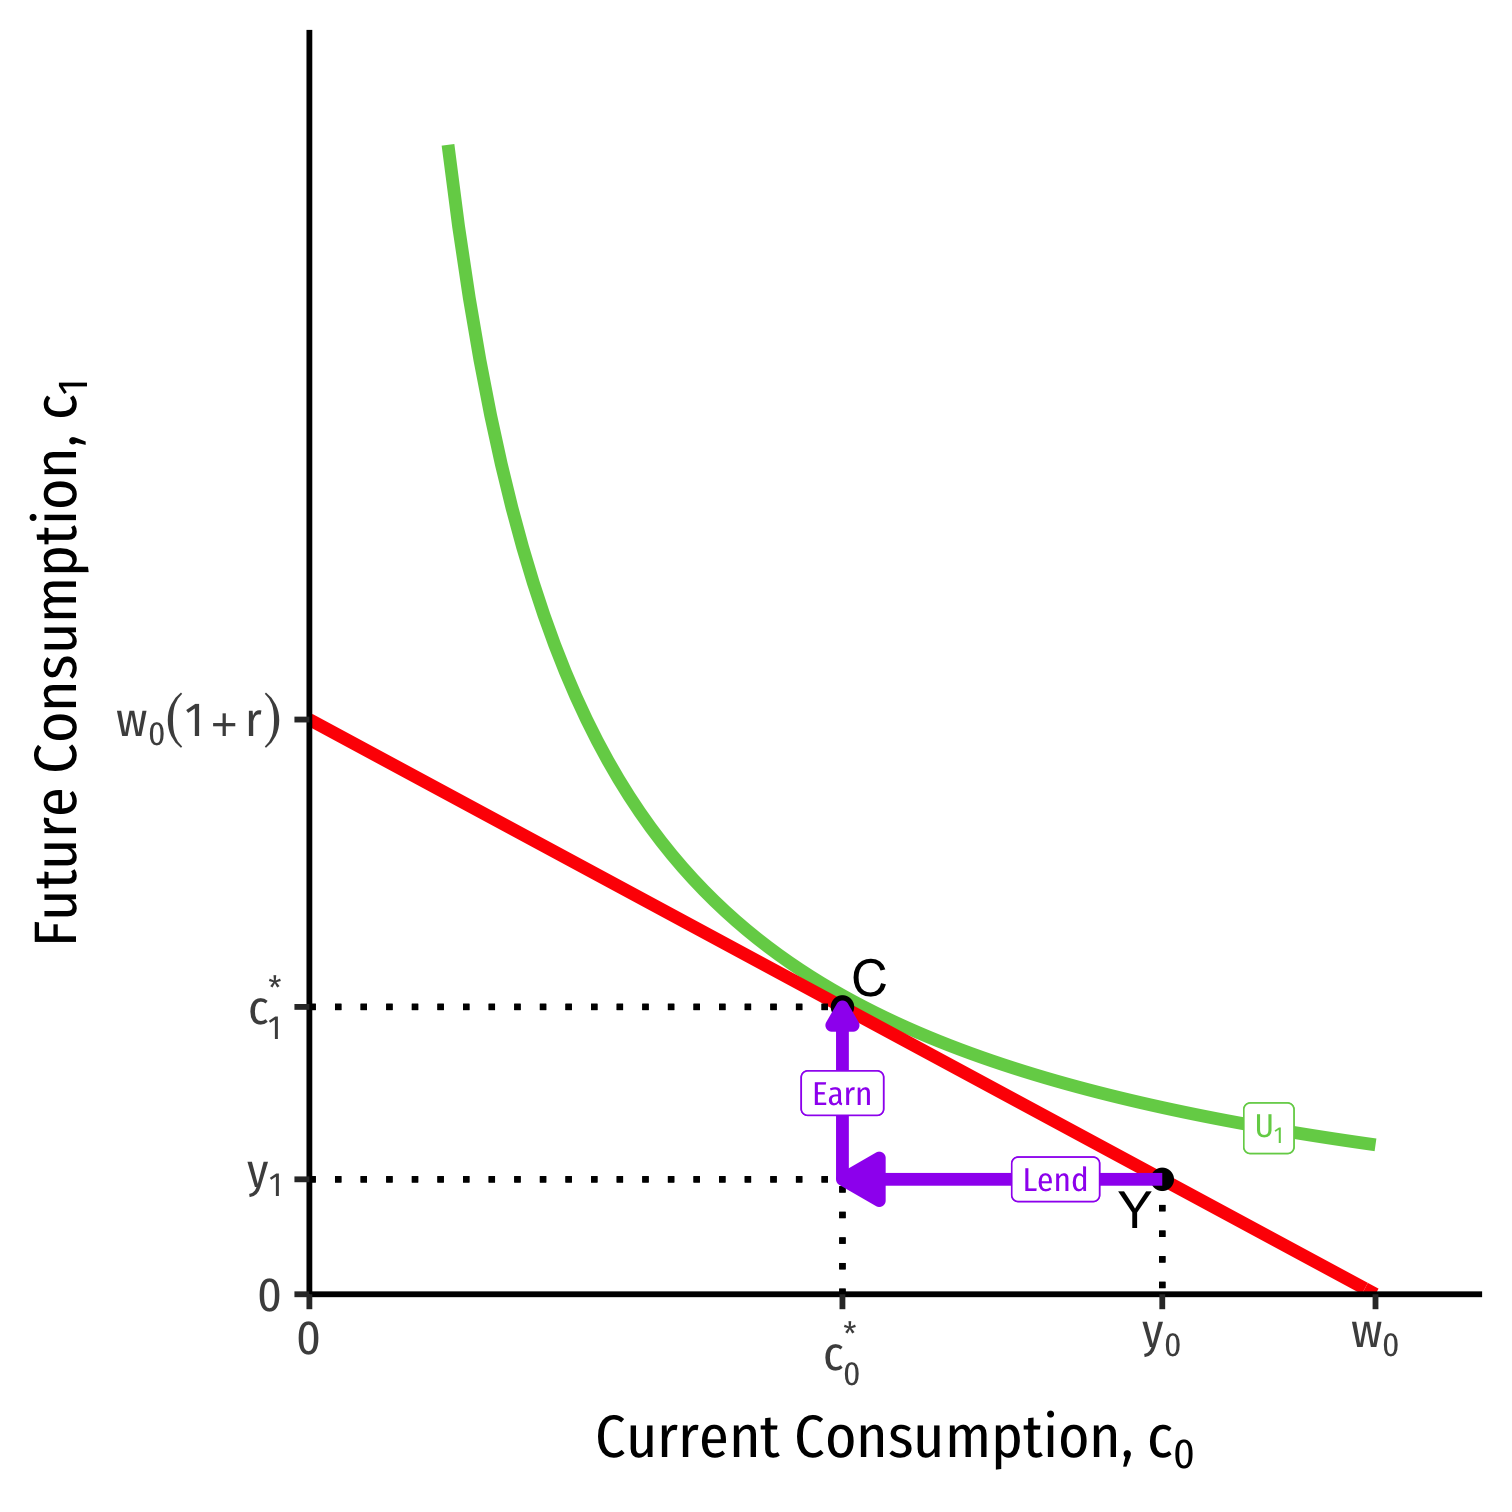 Future Consumption, c₁
w₀(1+ r)
c₁*
y₁
0
C
Earn
Lend
Y
U₁
0
c₀*
y₀
w₀
Current Consumption, c₀